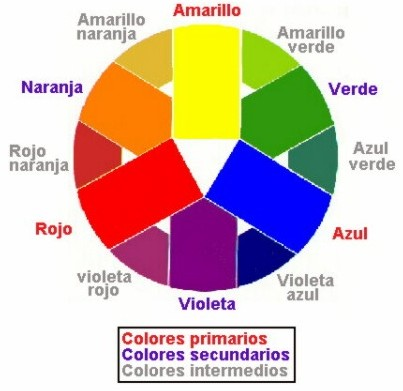 Amarillo
Amarillo
naranja
Amarillo
verde
Naranja
Verde
Rojo
naranja
Azul
verde
Rojo
Azul
violeta
rojo
Violeta
azul
Violeta
Colores primarios
Colores secundarios
Colores intermedios